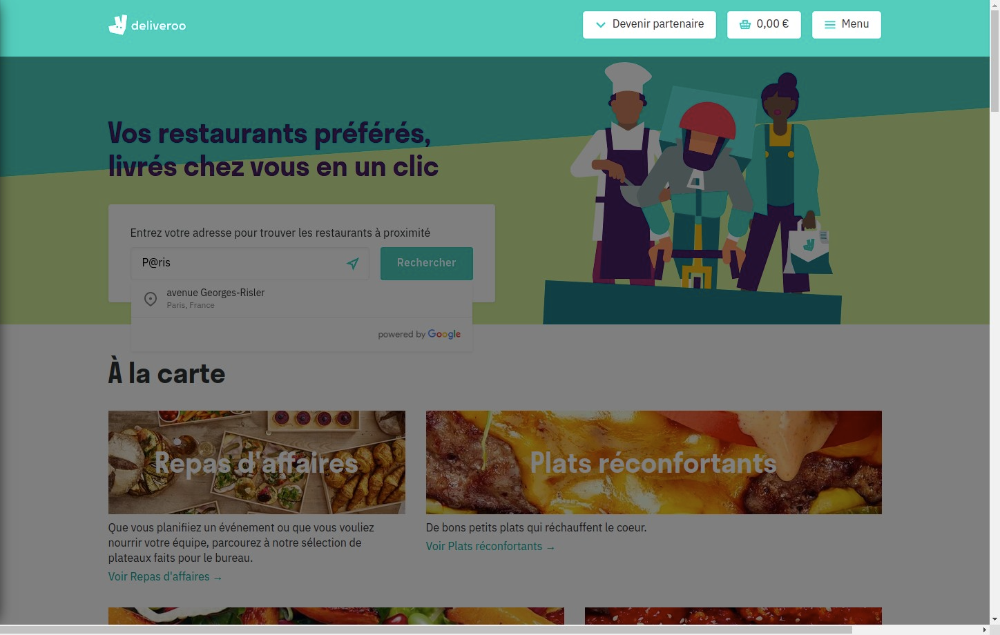 deliveroo
Devenir partenaire
0,00 €
Menu
Vos restaurants préférés,
livrés chez vous en un clic
Entrez votre adresse pour trouver les restaurants à proximité
P@ris
Rechercher
avenue Georges-Risler
Paris, France
powered by Google
À la carte
Repas d'affaires
Plats réconfortants
Que vous planifiiez un événement ou que vous vouliez
nourrir votre équipe, parcourez à notre sélection de
plateaux faits pour le bureau.
Voir Repas d'affaires →
De bons petits plats qui réchauffent le coeur.
Voir Plats réconfortants →